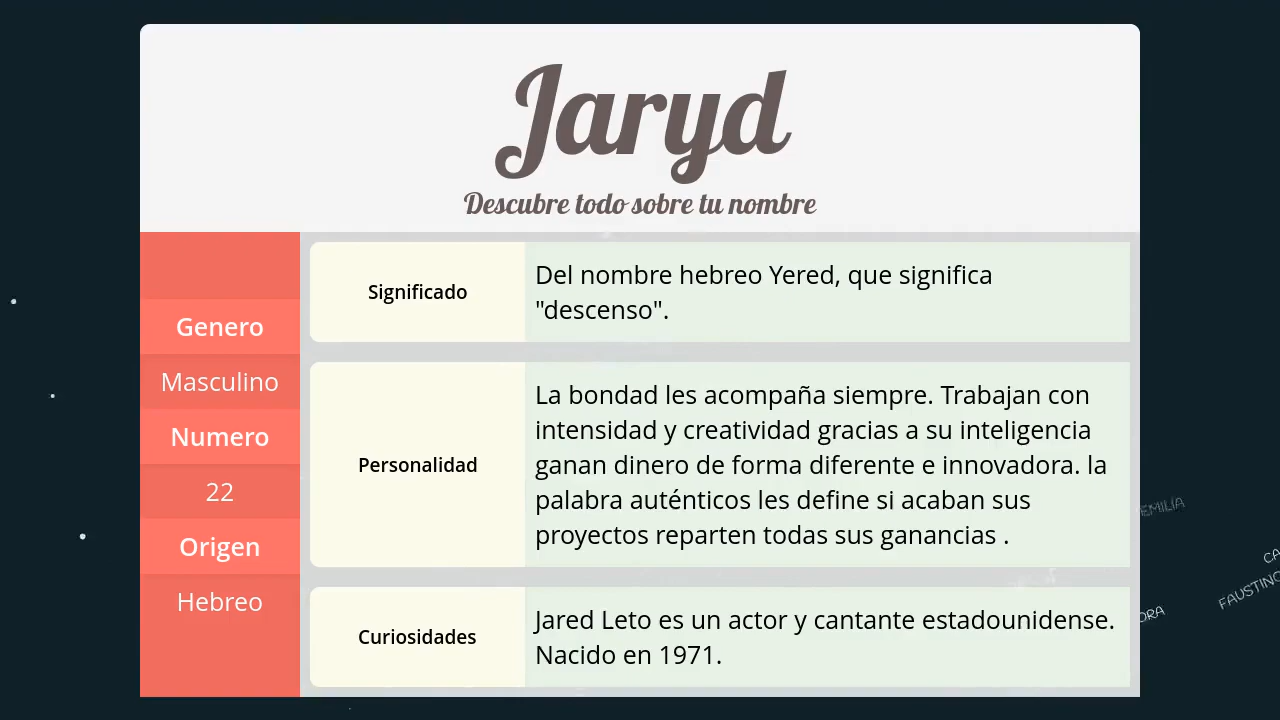 Jaryd
Descubre todo sobre tu nombre
Genero
Masculino
Numero
22
Origen
Hebreo
Significado
Del nombre hebreo Yered, que significa
"descenso".
Personalidad
La bondad les acompaña siempre. Trabajan con
intensidad y creatividad gracias a su inteligencia
ganan dinero de forma diferente e innovadora. la
palabra auténticos les define si acaban sus
proyectos reparten todas sus ganancias .
Curiosidades
Jared Leto es un actor y cantante estadounidense.
Nacido en 1971.
EMILIA
CA
FAUSTINO
ORA